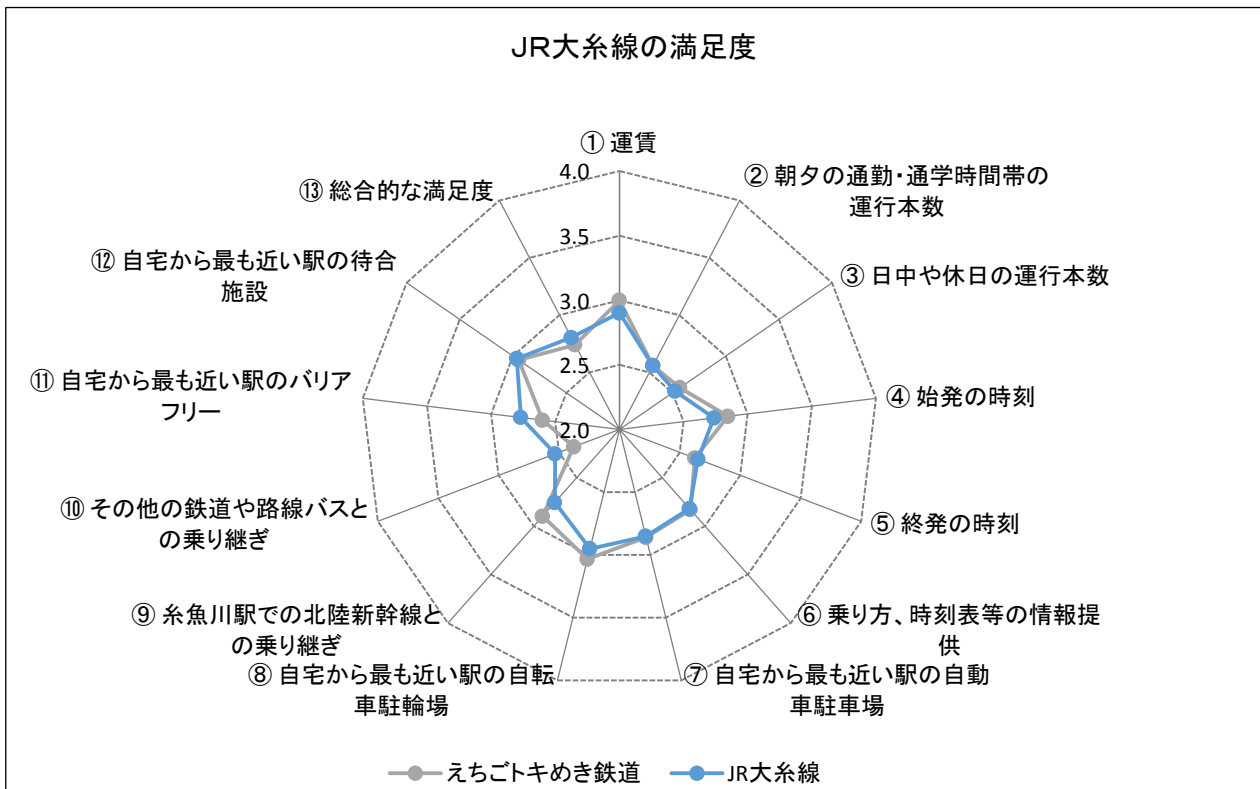 JR大糸線の満足度
① 運賃
② 朝夕の通勤・通学時間帯の
運行本数
③ 日中や休日の運行本数
④ 始発の時刻
⑤ 終発の時刻
⑥ 乗り方、時刻表等の情報提
供
⑦ 自宅から最も近い駅の自動
車駐車場
⑧ 自宅から最も近い駅の自転
車駐輪場
⑨ 糸魚川駅での北陸新幹線と
の乗り継ぎ
⑩ その他の鉄道や路線バスと
の乗り継ぎ
⑪ 自宅から最も近い駅のバリア
フリー
⑫ 自宅から最も近い駅の待合
施設
⑬ 総合的な満足度
4.0
3.5
3.0
2.5
2.0
えちごトキめき鉄道
JR大糸線